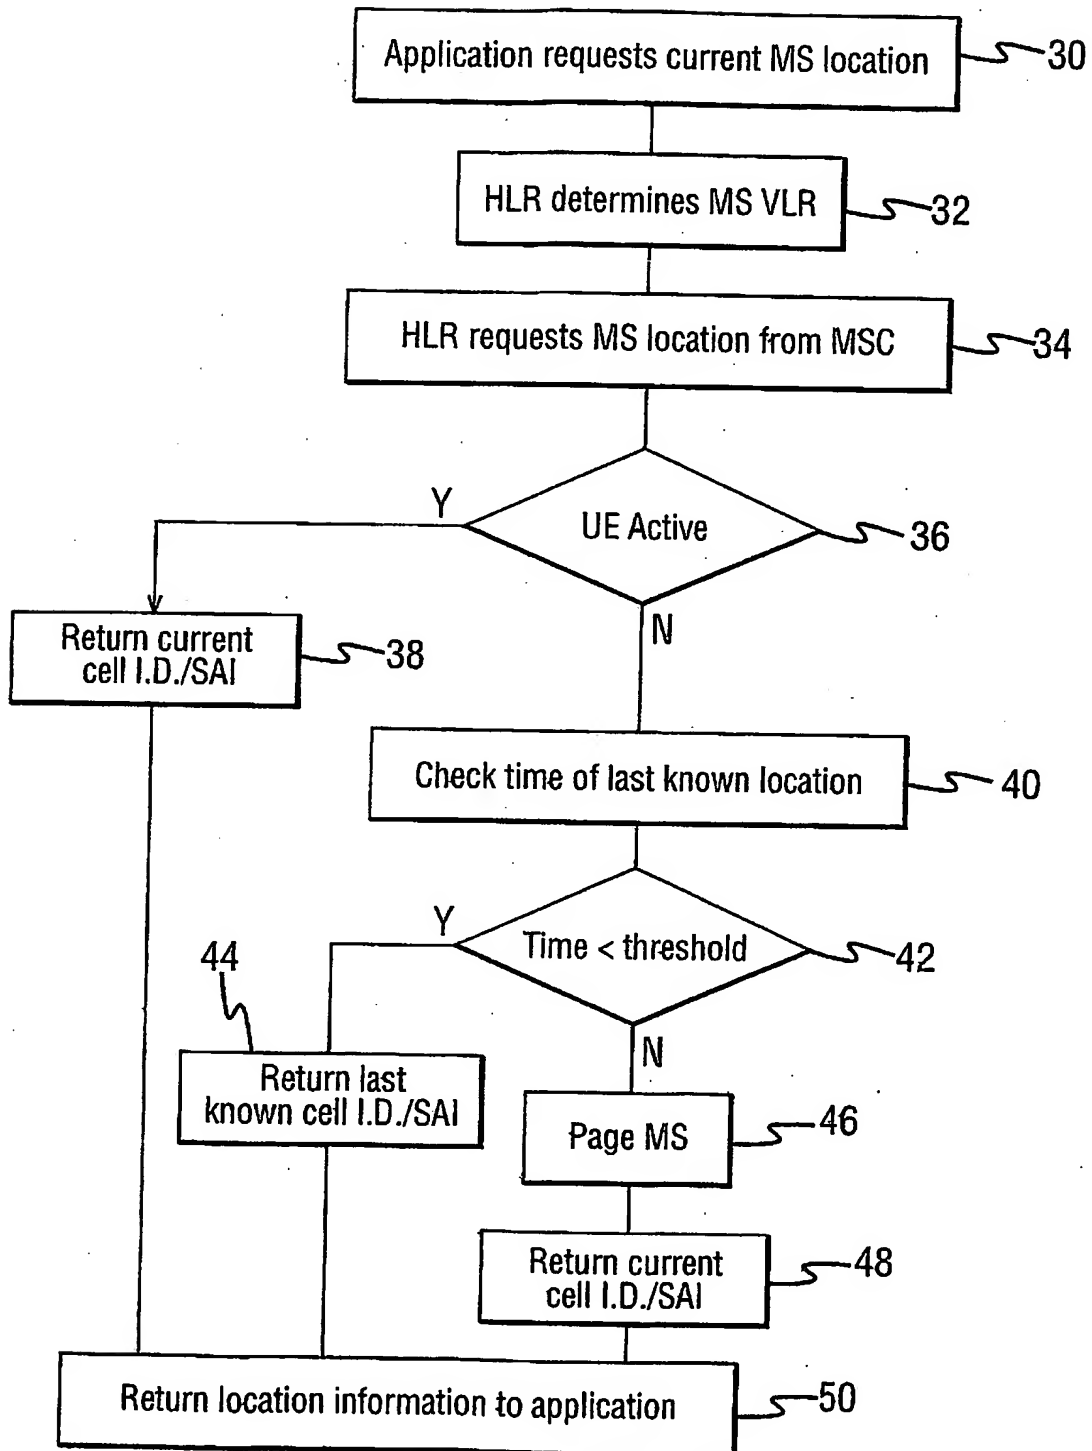 Application requests current MS location
30
HLR determines MS VLR
32
HLR requests MS location from MSC
34
Y
UE Active
36
N
Return current
cell I.D./SAI
38
Check time of last known location
40
Y
Time < threshold
42
44
N
Return last
known cell I.D./SAI
Page MS
46
Return current
cell I.D./SAI
48
Return location information to application
50